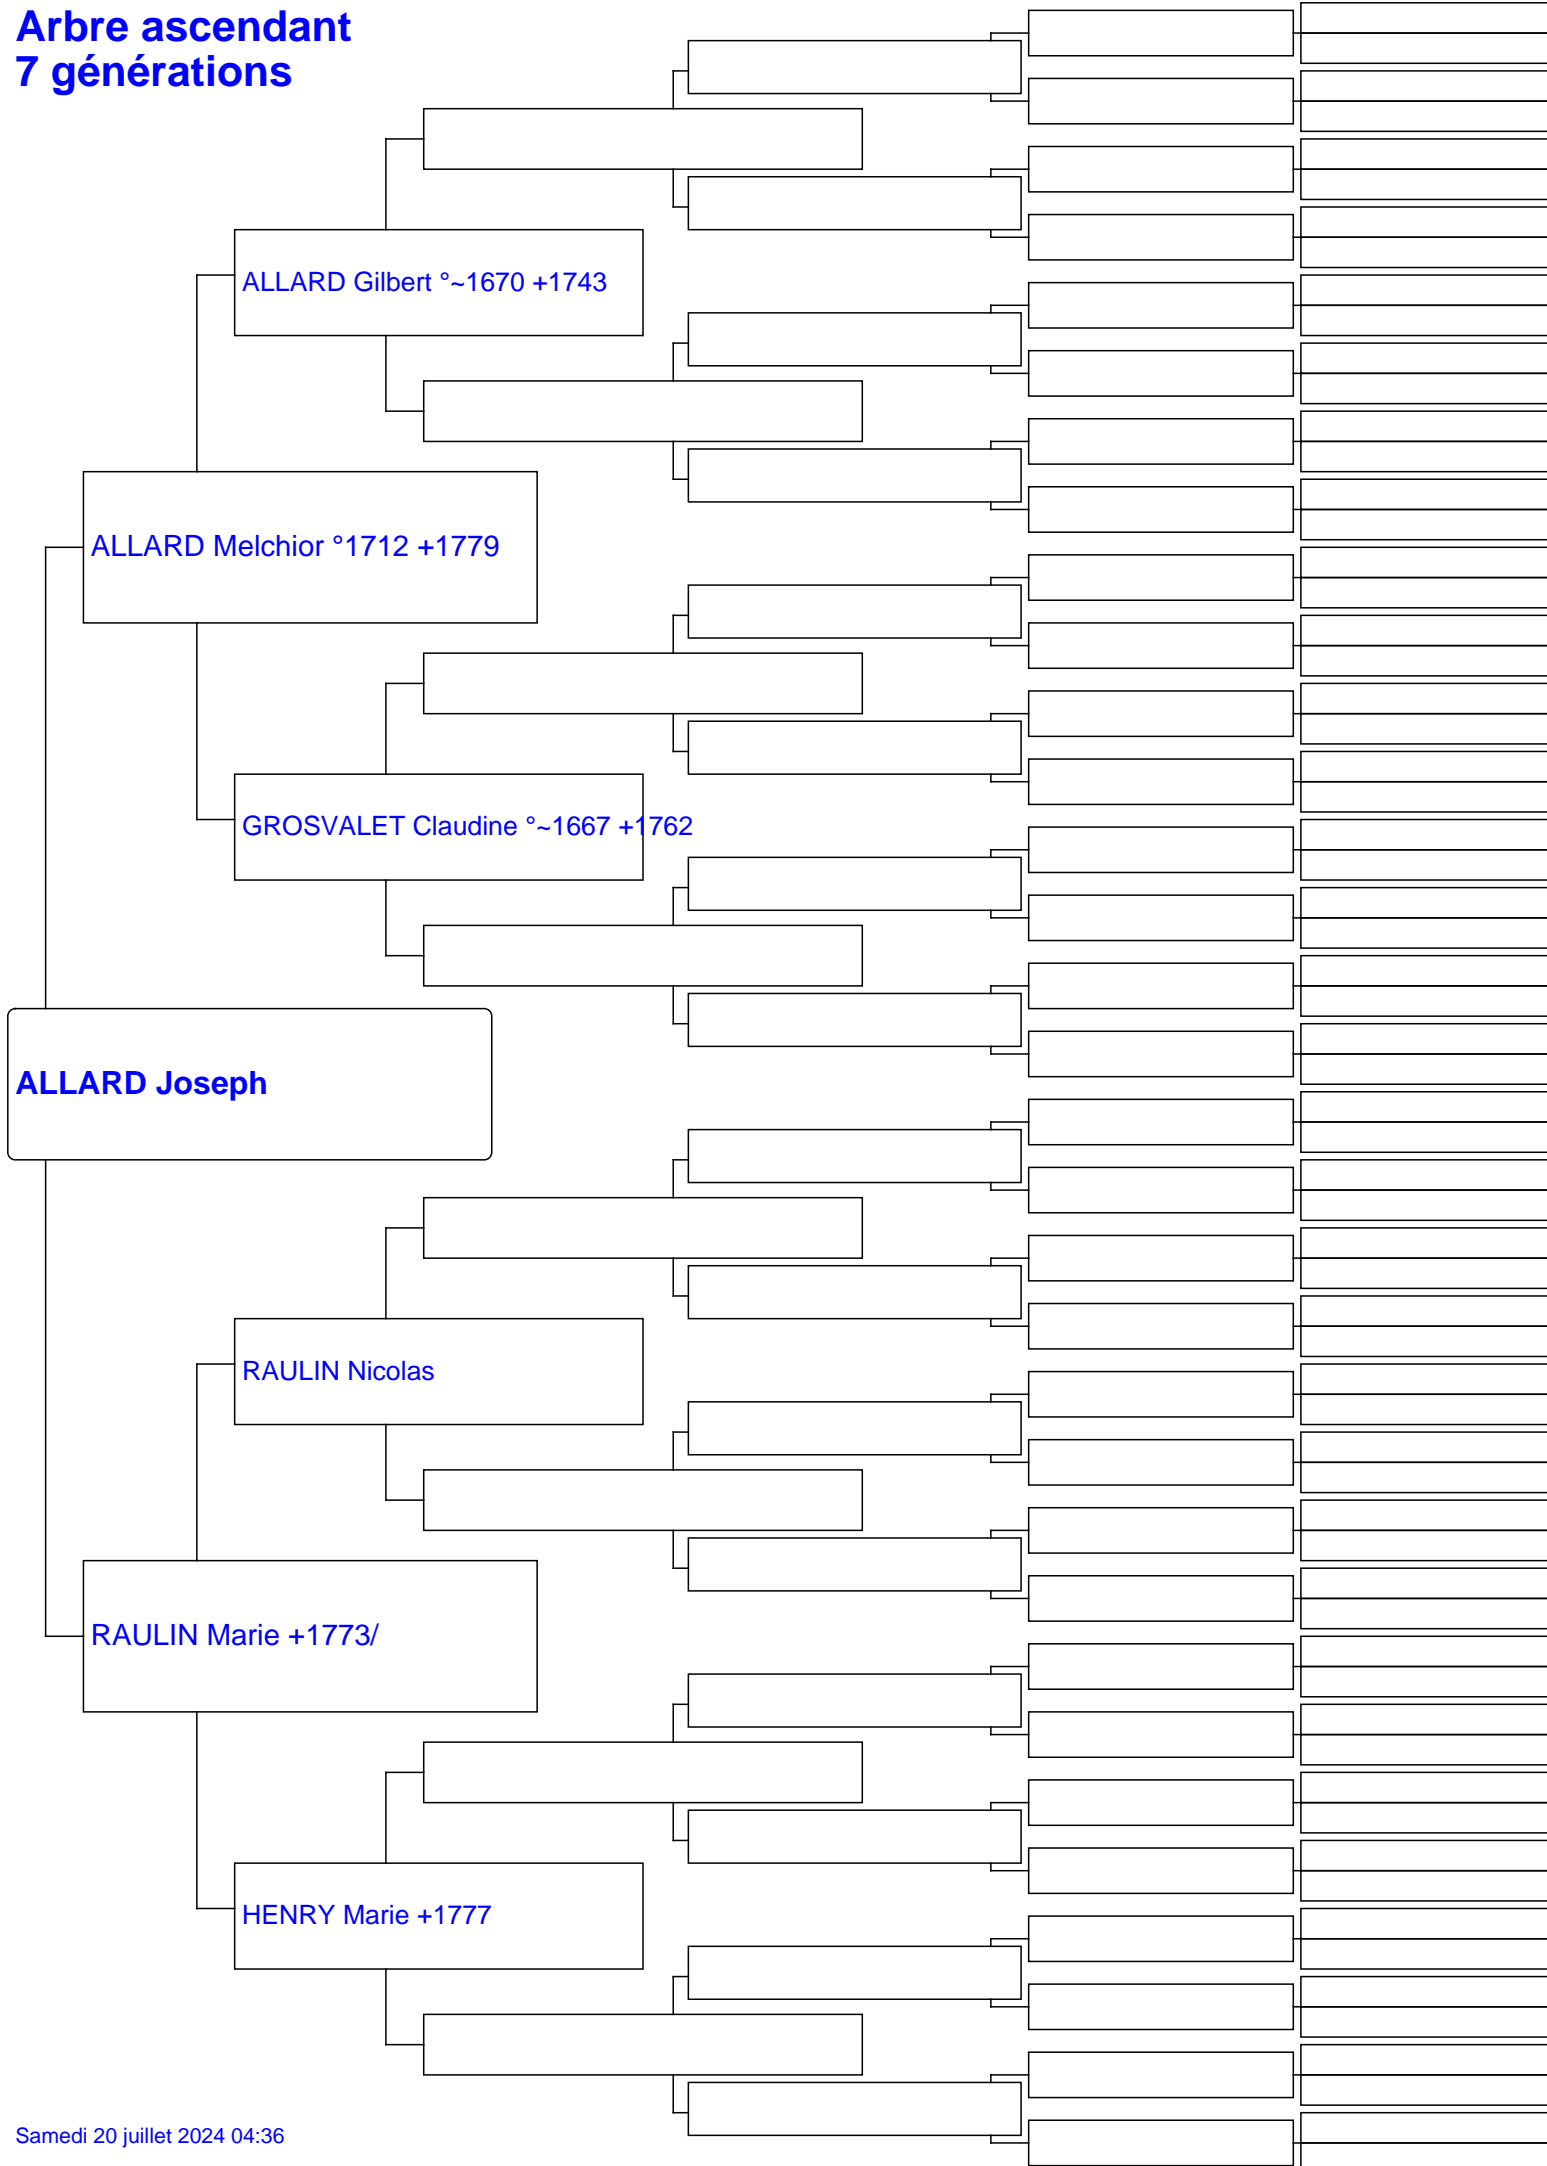 Arbre ascendant
7 générations
ALLARD Gilbert °~1670 +1743
ALLARD Melchior °1712 +1779
GROSVALET Claudine °~1667 +1762
ALLARD Joseph
RAULIN Nicolas
RAULIN Marie +1773/
HENRY Marie +1777
Samedi 20 juillet 2024 04:36